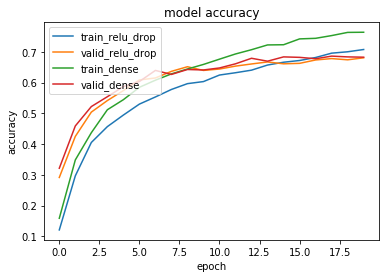 model accuracy
train_relu_drop
valid_relu_drop
train_dense
valid_dense
accuracy
0.7
0.6
0.5
0.4
0.3
0.2
0.1
0.0 2.5 5.0 7.5 10.0 12.5 15.0 17.5
epoch